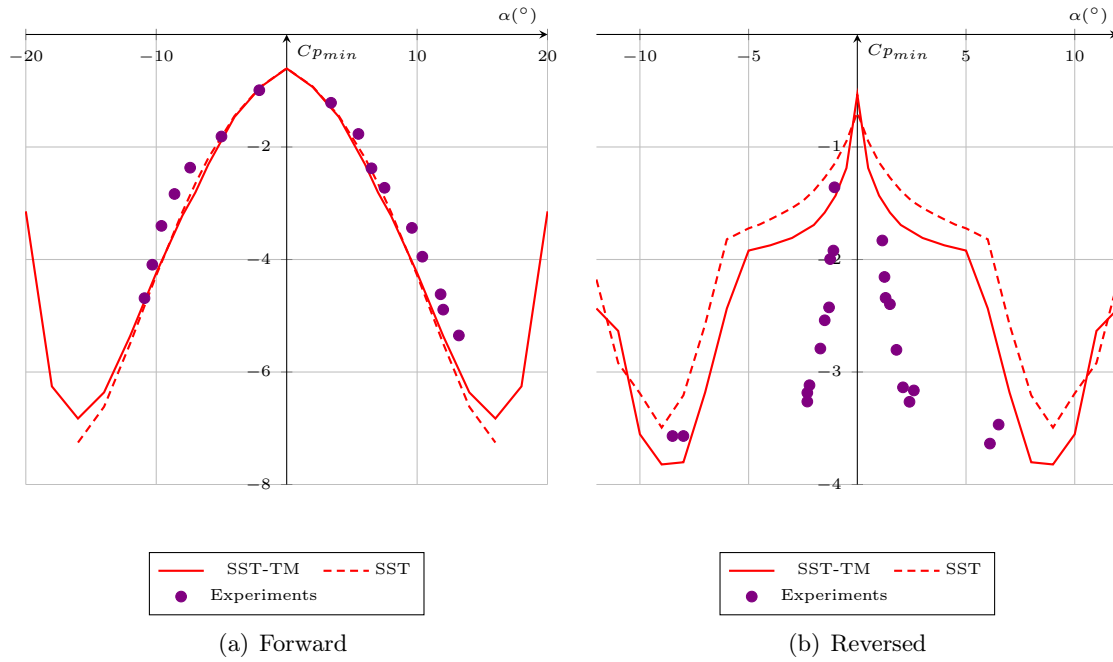 α(°)
−20 −10 10 20
Cp_min
−2
−4
−6
−8
SST-TM SST
Experiments
(a) Forward
α(°)
−10 −5 5 10
Cp_min
−1
−2
−3
−4
SST-TM SST
Experiments
(b) Reversed